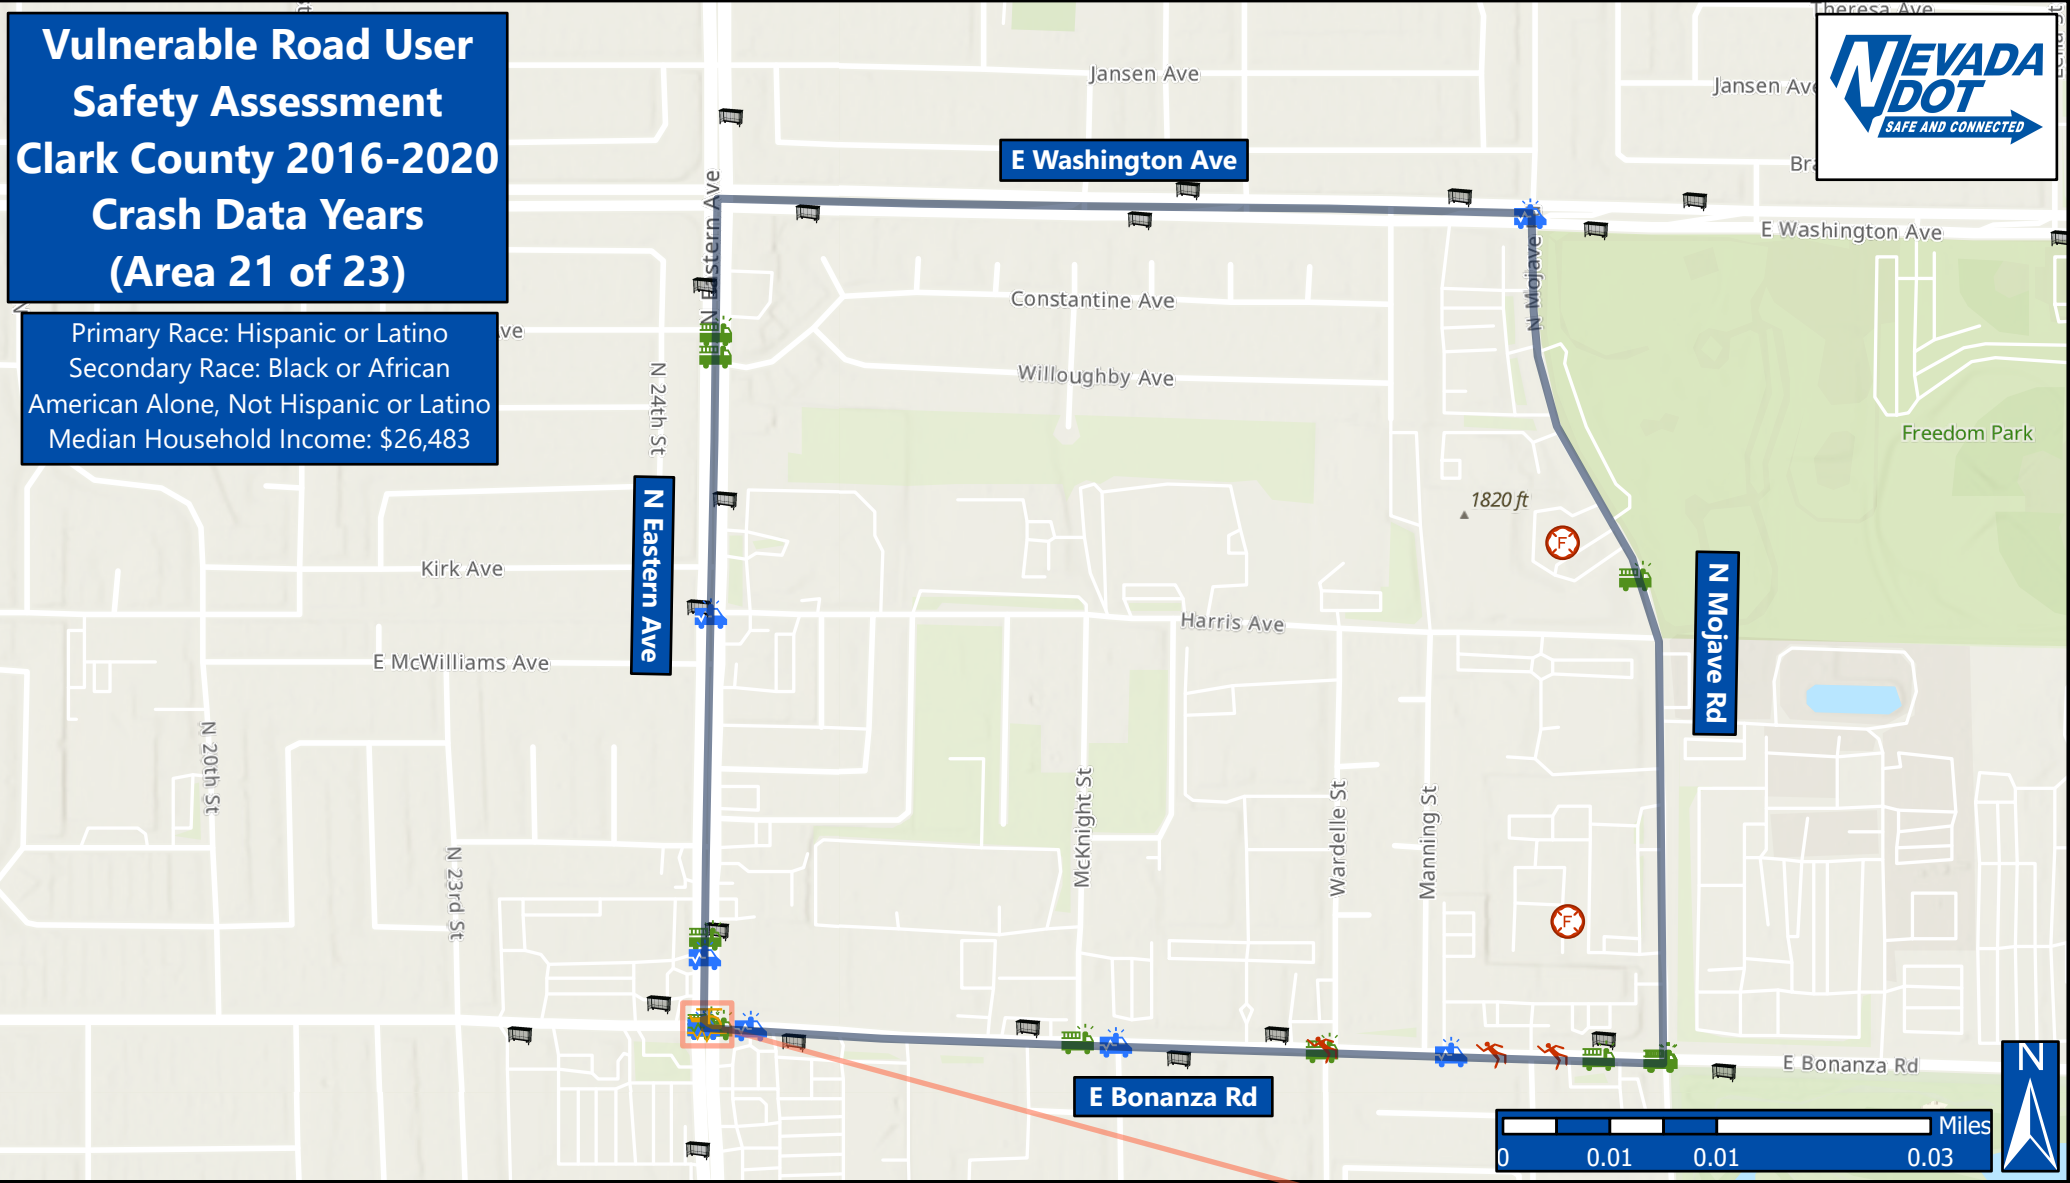 Vulnerable Road User
Safety Assessment
Clark County 2016-2020
Crash Data Years
(Area 21 of 23)
Primary Race: Hispanic or Latino
Secondary Race: Black or African
American Alone, Not Hispanic or Latino
Median Household Income: $26,483
NEVADA
DOT
SAFE AND CONNECTED
Theresa Ave
Jansen Ave
Jansen Ave
E Washington Ave
E Washington Ave
N Eastern Ave
N Mojave
Constantine Ave
Willoughby Ave
N 24th St
Freedom Park
1820 ft
F
N Eastern Ave
Kirk Ave
Harris Ave
E McWilliams Ave
N Mojave Rd
N 20th St
McKnight St
Wardelle St
Manning St
N 23rd St
F
E Bonanza Rd
E Bonanza Rd
Miles
0 0.01 0.01 0.03
N